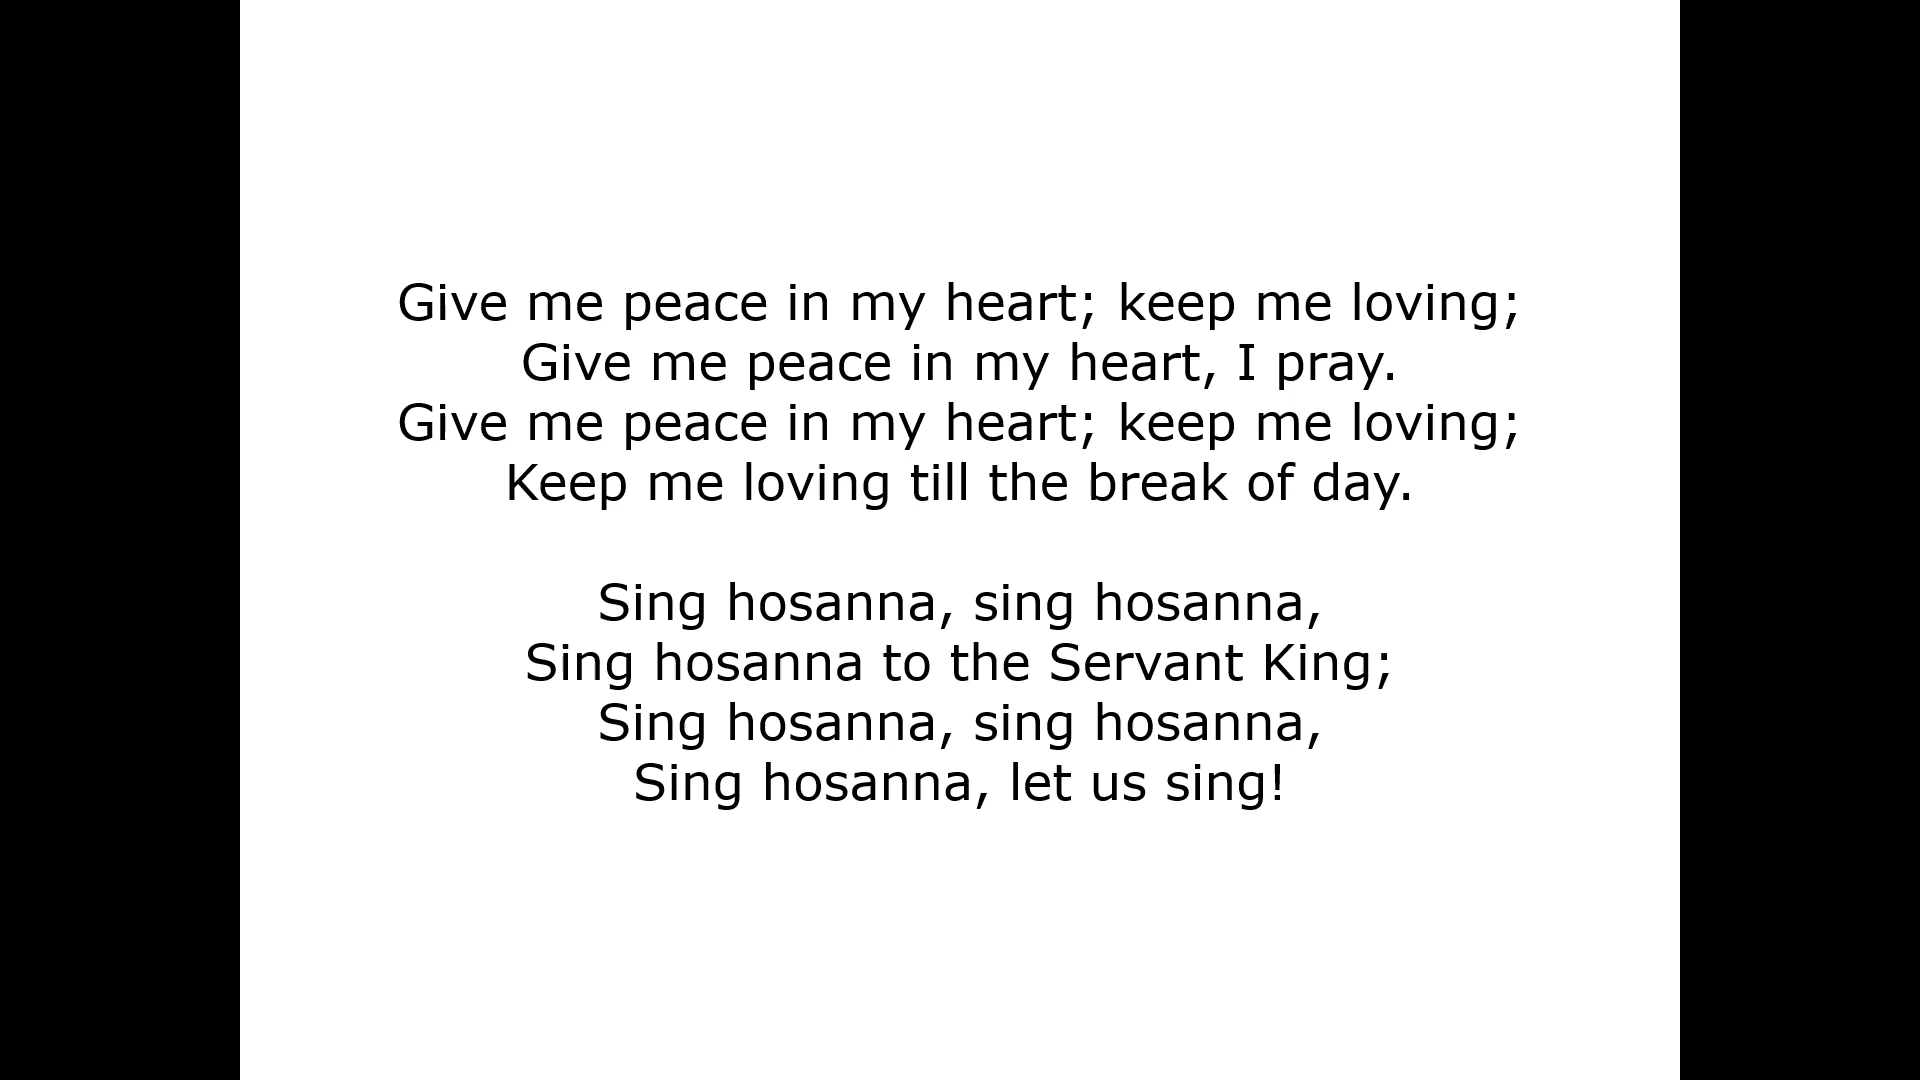 Give me peace in my heart; keep me loving;
Give me peace in my heart, I pray.
Give me peace in my heart; keep me loving;
Keep me loving till the break of day.
Sing hosanna, sing hosanna,
Sing hosanna to the Servant King;
Sing hosanna, sing hosanna,
Sing hosanna, let us sing!